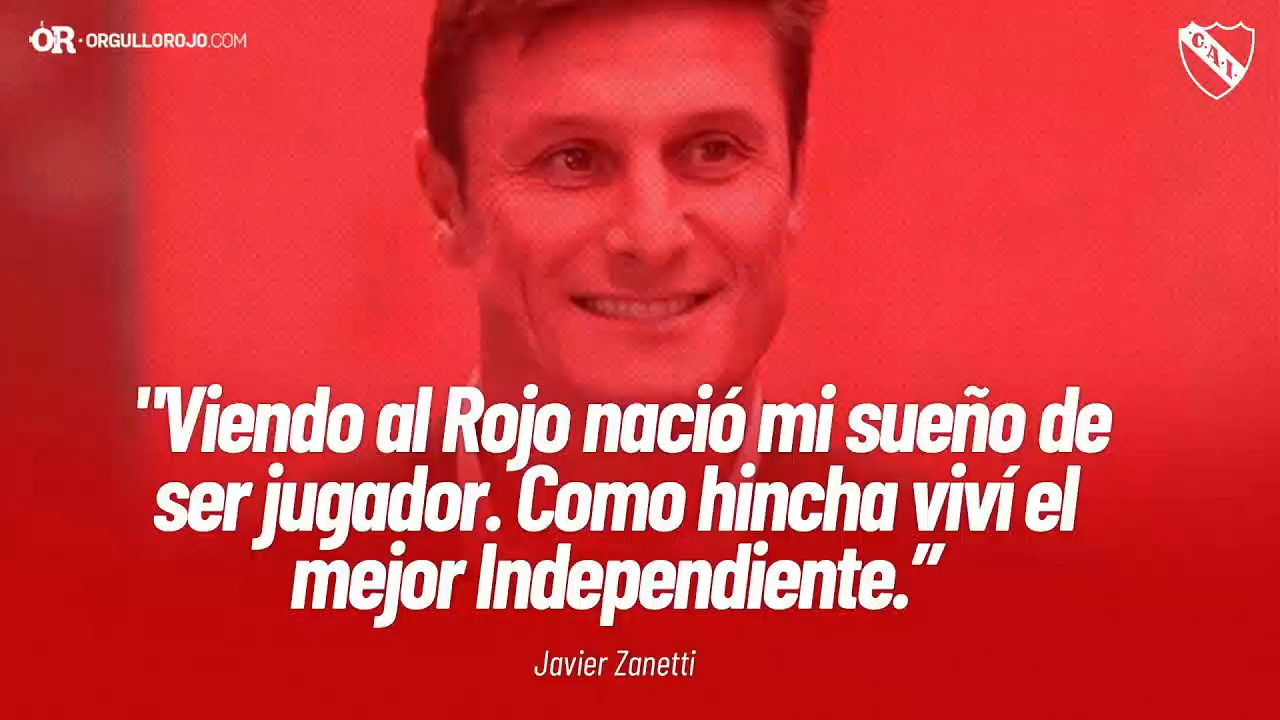 ÓR · ORGULLOROJO.COM
C.A.I.
"Viendo al Rojo nació mi sueño de
ser jugador. Como hincha viví el
mejor Independiente.”
Javier Zanetti